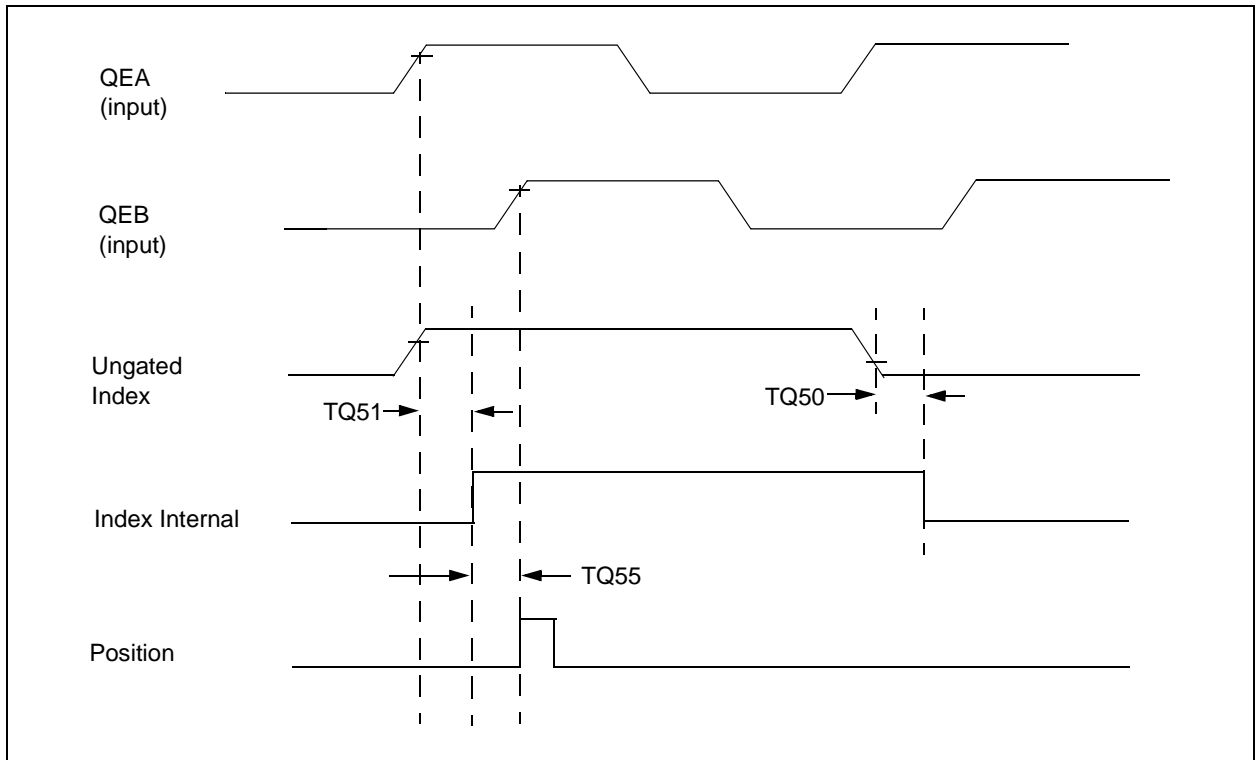 QEA
(input)
QEB
(input)
Ungated
Index
TQ51
TQ50
Index Internal
TQ55
Position